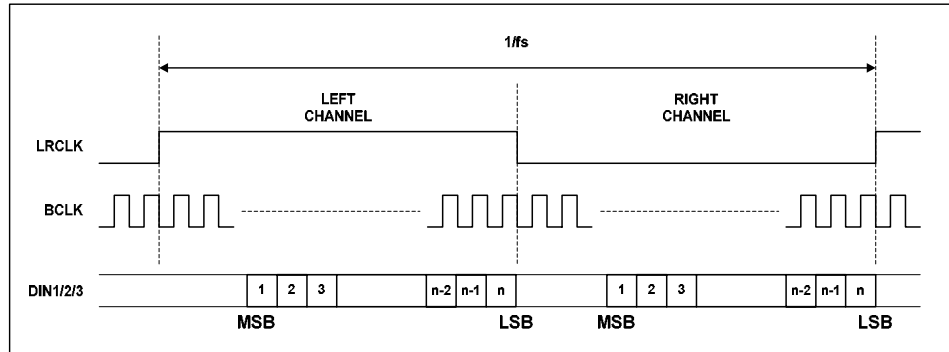 1/fs
LEFT
CHANNEL
RIGHT
CHANNEL
LRCLK
BCLK
DIN1/2/3
1 2 3 n-2 n-1 n 1 2 3 n-2 n-1 n
MSB LSB MSB LSB